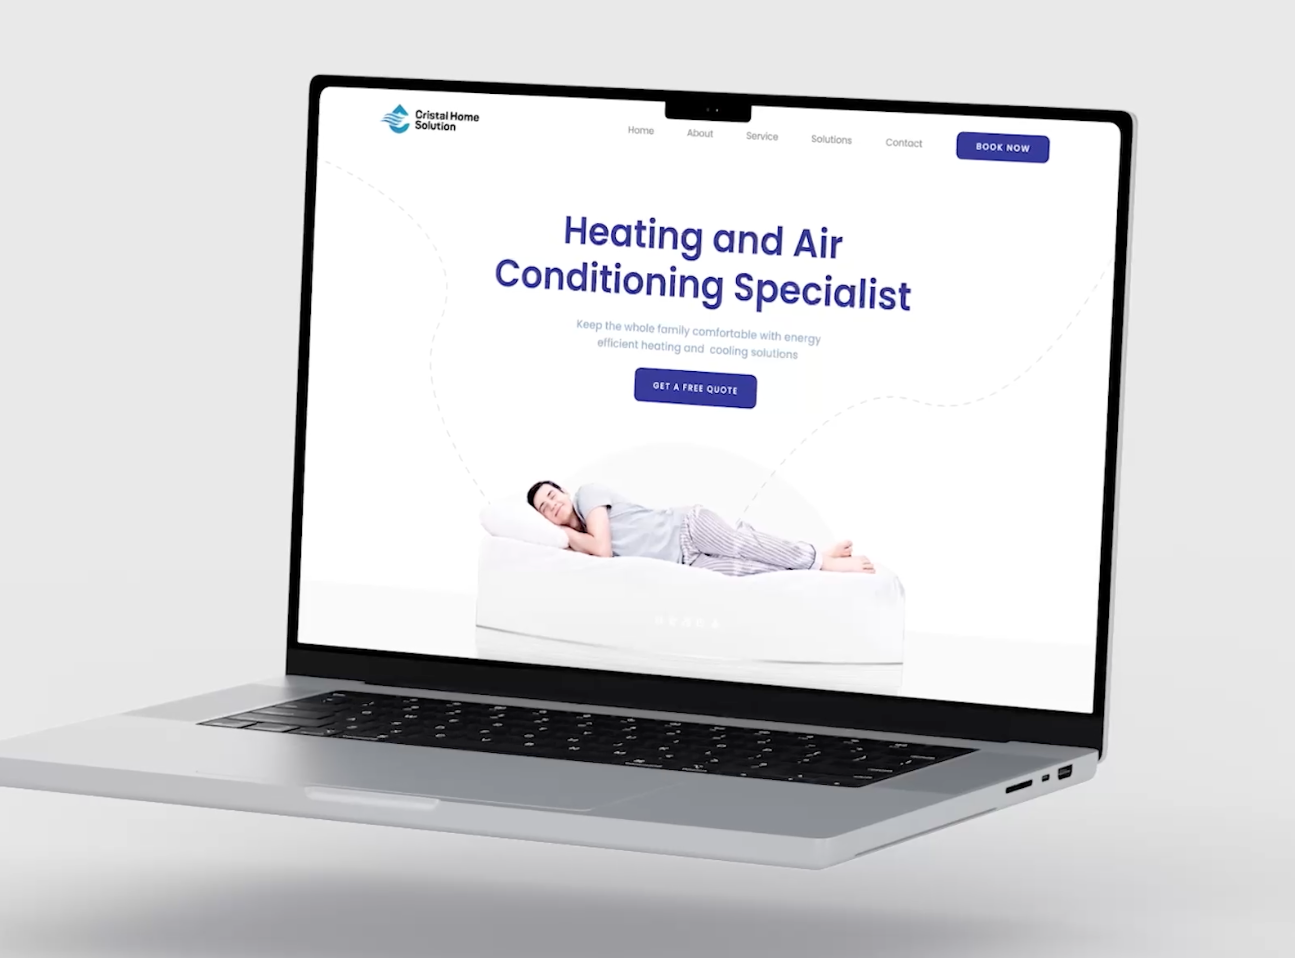 Cristal Home
Solution
Home
About
Service
Solutions
Contact
BOOK NOW
Heating and Air
Conditioning Specialist
Keep the whole family comfortable with energy
efficient heating and cooling solutions
GET A FREE QUOTE